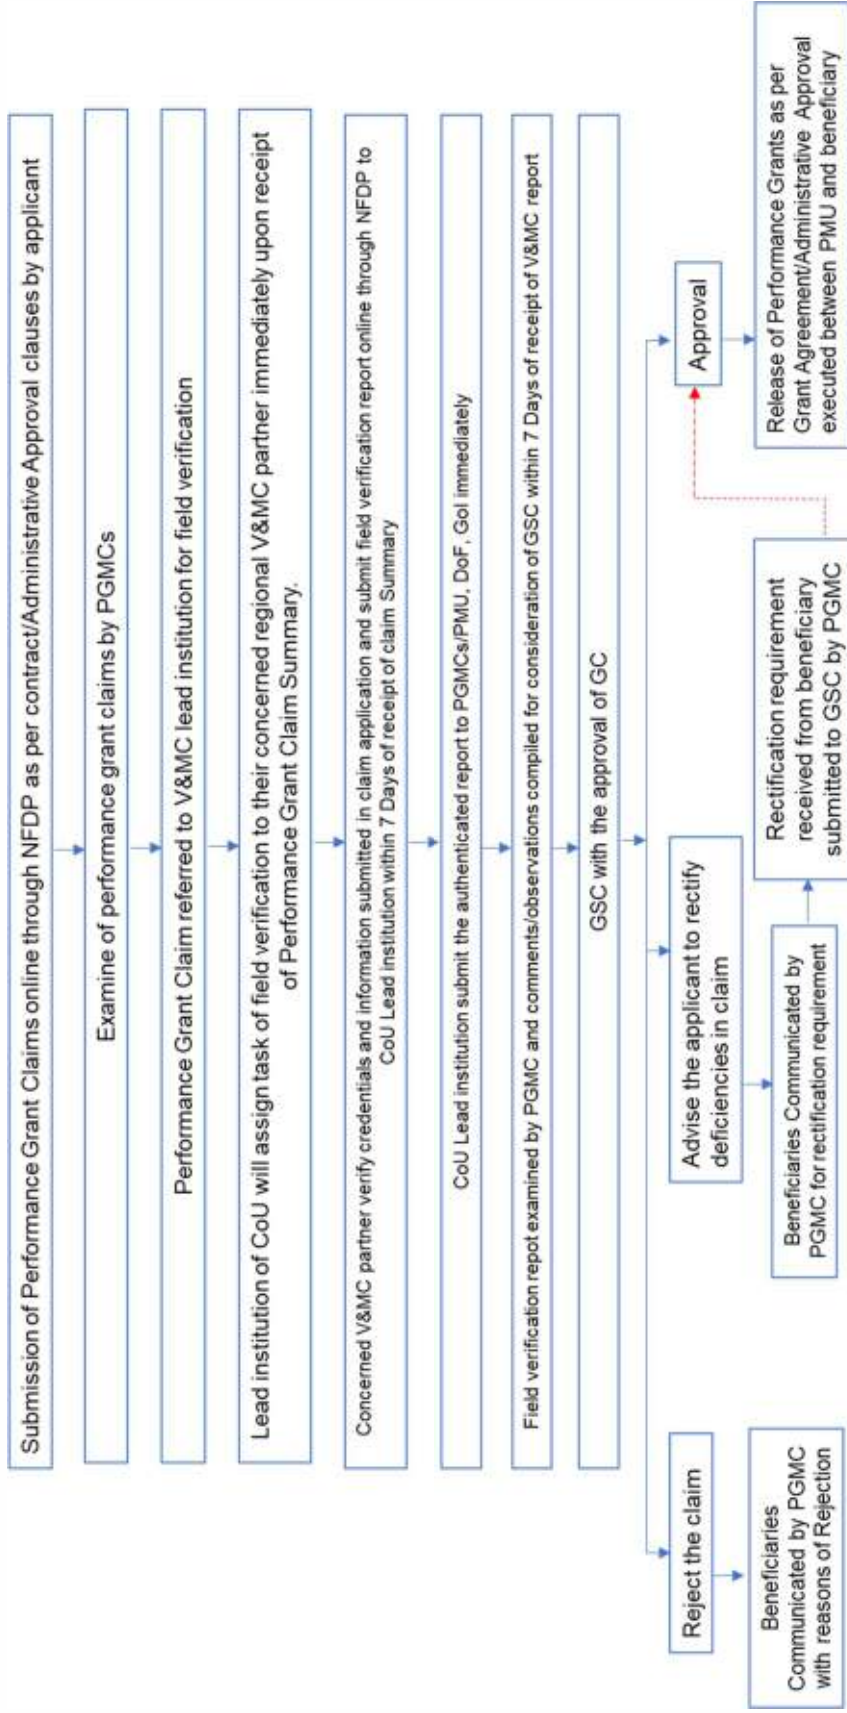 Submission of Performance Grant Claims online through NFDP as per contract/Administrative Approval clauses by applicant
Examine of performance grant claims by PGMCs
Performance Grant Claim referred to V&MC lead institution for field verification
Lead institution of CoU will assign task of field verification to their concerned regional V&MC partner immediately upon receipt
of Performance Grant Claim Summary.
Concerned V&MC partner verify credentials and information submitted in claim application and submit field verification report online through NFDP to
CoU Lead institution within 7 Days of receipt of claim Summary
CoU Lead institution submit the authenticated report to PGMCs/PMU, DoF, GoI immediately
Field verification repot examined by PGMC and comments/observations compiled for consideration of GSC within 7 Days of receipt of V&MC report
GSC with the approval of GC
Reject the claim
Advise the applicant to rectify
deficiencies in claim
Approval
Beneficiaries
Communicated by PGMC
with reasons of Rejection
Beneficiaries Communicated by
PGMC for rectification requirement
Rectification requirement
received from beneficiary
submitted to GSC by PGMC
Release of Performance Grants as per
Grant Agreement/Administrative Approval
executed between PMU and beneficiary